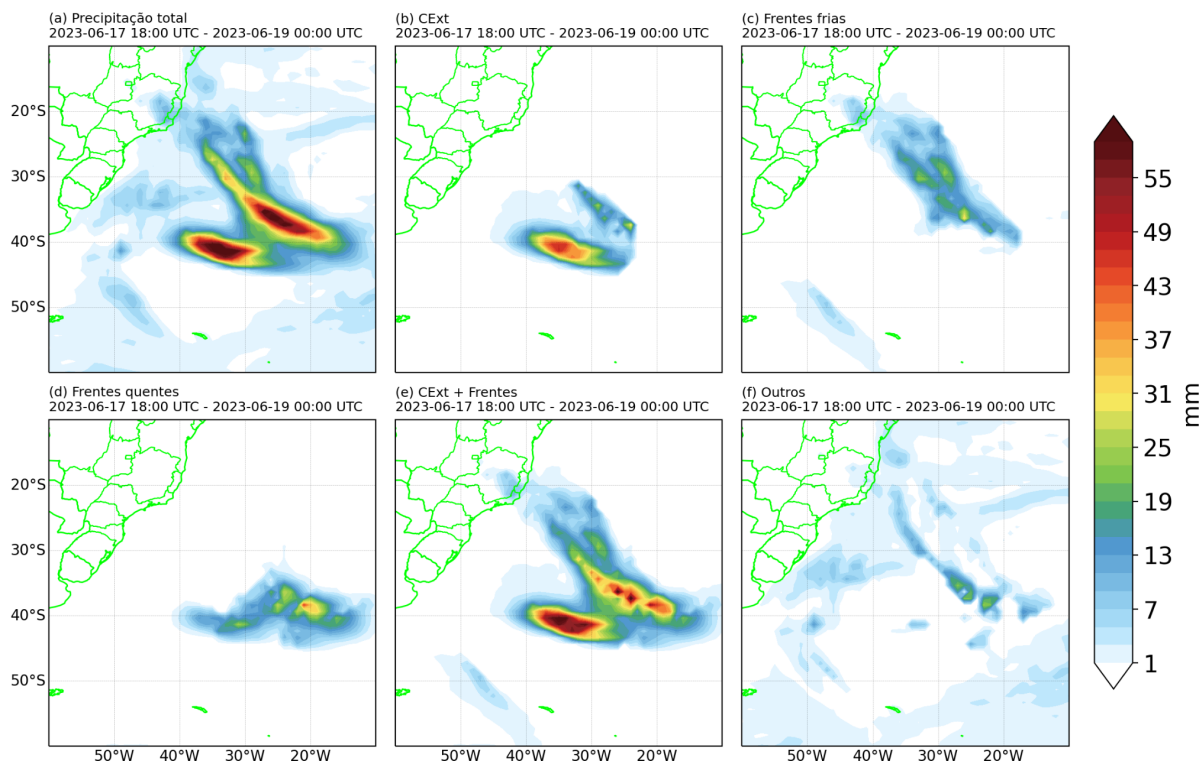 (a) Precipitação total
2023-06-17 18:00 UTC - 2023-06-19 00:00 UTC
(b) CExt
2023-06-17 18:00 UTC - 2023-06-19 00:00 UTC
(c) Frentes frias
2023-06-17 18:00 UTC - 2023-06-19 00:00 UTC
20°S
30°S
40°S
50°S
(d) Frentes quentes
2023-06-17 18:00 UTC - 2023-06-19 00:00 UTC
(e) CExt + Frentes
2023-06-17 18:00 UTC - 2023-06-19 00:00 UTC
(f) Outros
2023-06-17 18:00 UTC - 2023-06-19 00:00 UTC
20°S
30°S
40°S
50°S
50°W 40°W 30°W 20°W
50°W 40°W 30°W 20°W
50°W 40°W 30°W 20°W
55
49
43
37
31
25
19
13
7
1
mm